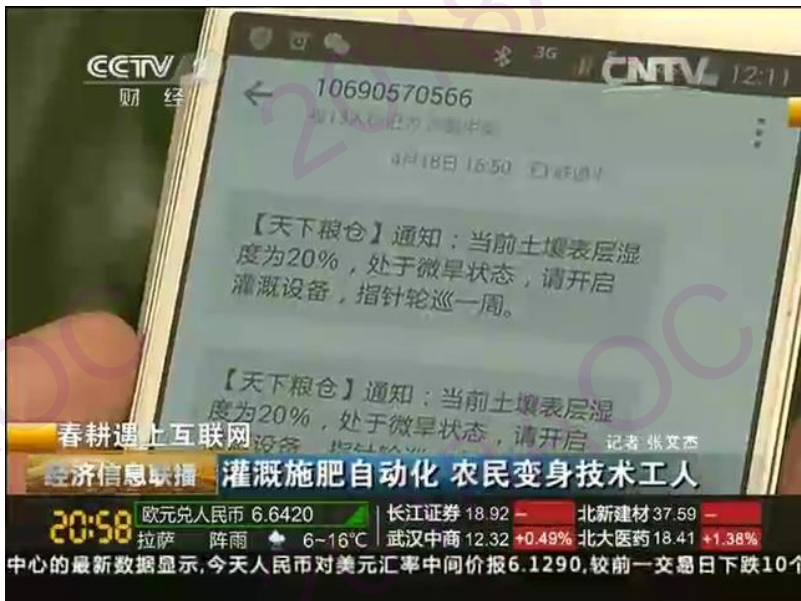 CCTV 2
财经
CNTV
3G
12:11
10690570566
4月18日 16:50
【天下粮仓】通知：当前土壤表层湿
度为20%，处于微旱状态，请开启
灌溉设备，指针轮巡一周。
【天下粮仓】通知：当前土壤表层湿
度为20%，处于微旱状态，请开启
春耕遇上互联网
记者 张文杰
经济信息联播
灌溉施肥自动化 农民变身技术工人
20:58
欧元兑人民币 6.6420
长江证券 18.92 –
北新建材 37.59 –
拉萨 阵雨 6~16℃
武汉中商 12.32 +0.49%
北大医药 18.41 +1.38%
中心的最新数据显示,今天人民币对美元汇率中间价报6.1290,较前一交易日下跌10个